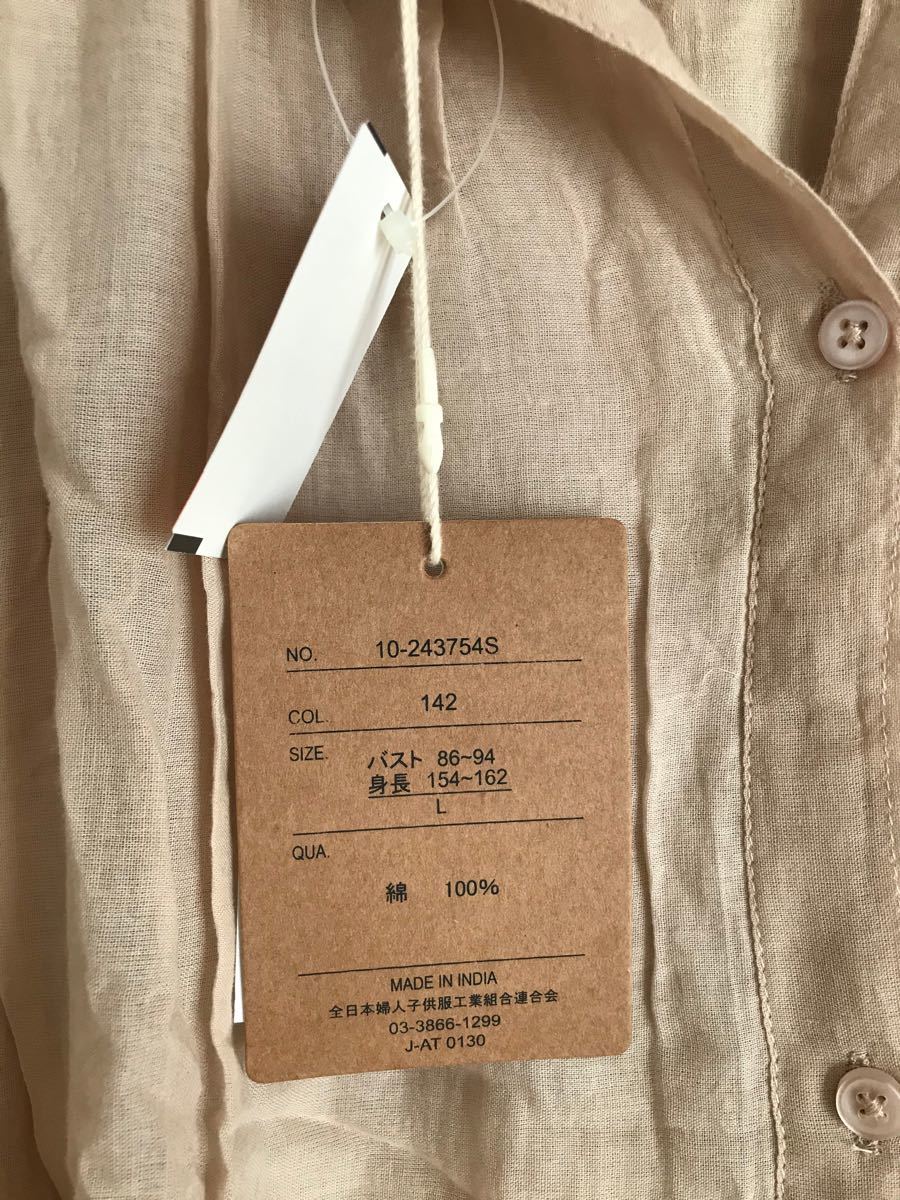 NO. 10-243754S
COL. 142
SIZE. バスト 86~94
身長 154~162
L
QUA.
綿 100%
MADE IN INDIA
全日本婦人子供服工業組合連合会
03-3866-1299
J-AT 0130